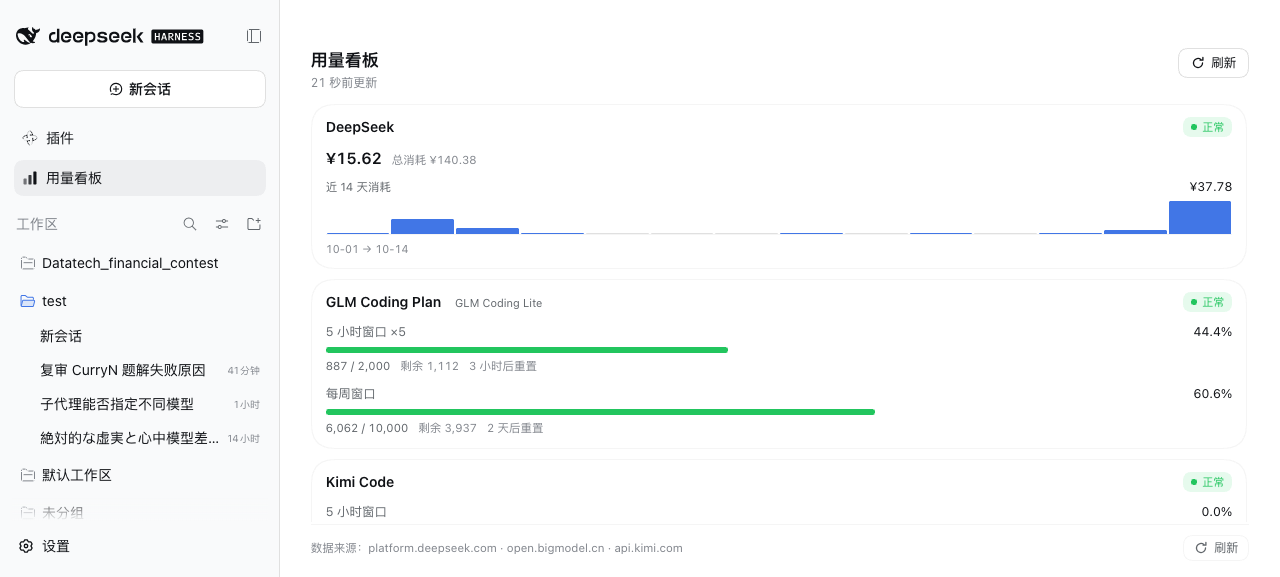 deepseek HARNESS
新会话
插件
用量看板
工作区
Datatech_financial_contest
test
新会话
复审 CurryN 题解失败原因 41分钟
子代理能否指定不同模型 1小时
絶対的な虚実と心中模型差... 14小时
默认工作区
未分组
设置
用量看板
21 秒前更新
刷新
DeepSeek 正常
¥15.62 总消耗 ¥140.38
近 14 天消耗 ¥37.78
10-01 → 10-14
GLM Coding Plan GLM Coding Lite 正常
5 小时窗口 ×5 44.4%
887 / 2,000 剩余 1,112 3 小时后重置
每周窗口 60.6%
6,062 / 10,000 剩余 3,937 2 天后重置
Kimi Code 正常
5 小时窗口 0.0%
数据来源：platform.deepseek.com · open.bigmodel.cn · api.kimi.com
刷新